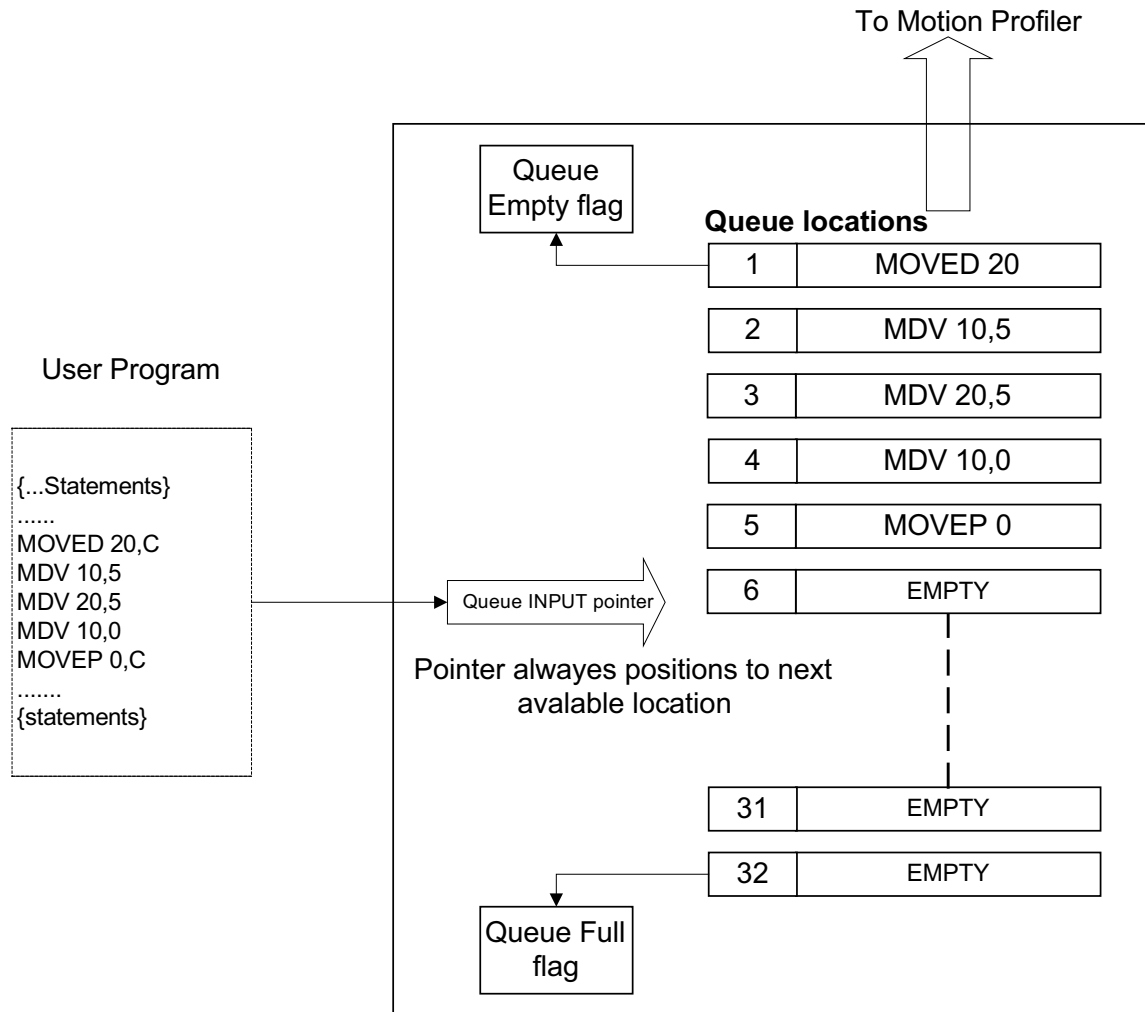 To Motion Profiler
Queue
Empty flag
Queue locations
1 MOVED 20
2 MDV 10,5
3 MDV 20,5
4 MDV 10,0
5 MOVEP 0
6 EMPTY
User Program
{...Statements}
......
MOVED 20,C
MDV 10,5
MDV 20,5
MDV 10,0
MOVEP 0,C
.......
{statements}
Queue INPUT pointer
Pointer alwayes positions to next
avalable location
31 EMPTY
32 EMPTY
Queue Full
flag